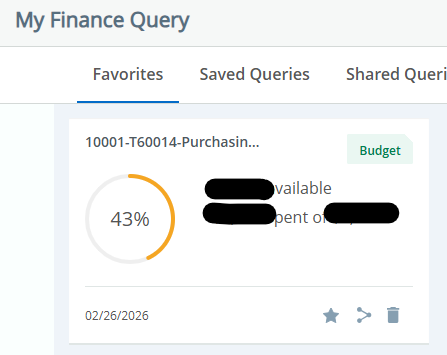 My Finance Query
Favorites
Saved Queries
Shared Queri
10001-T60014-Purchasin...
Budget
43%
vailable
pent of
02/26/2026